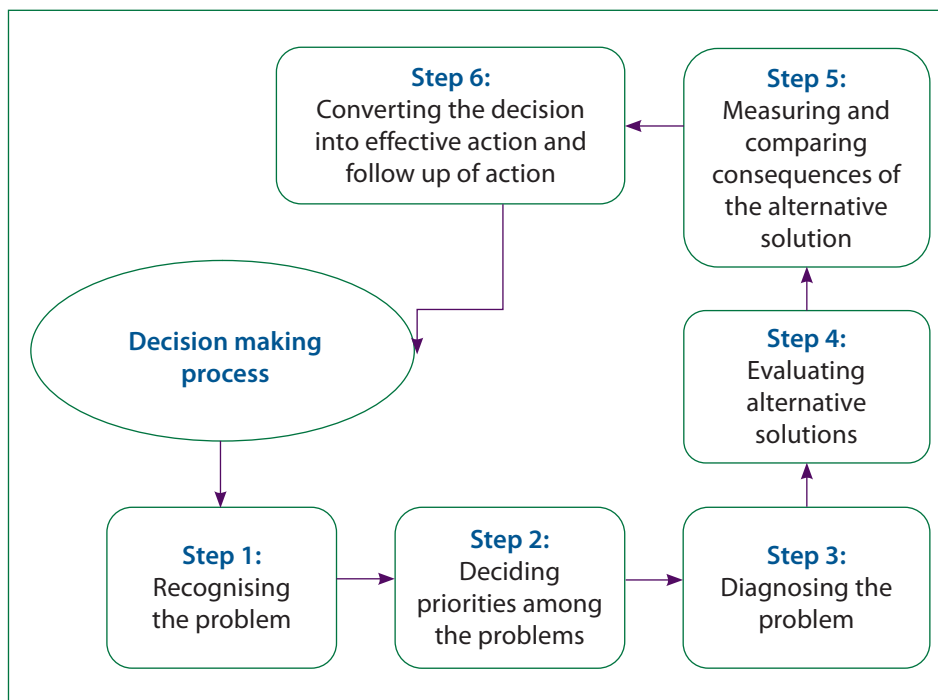 Decision making
process
Step 1:
Recognising
the problem
Step 2:
Deciding
priorities among
the problems
Step 3:
Diagnosing the
problem
Step 4:
Evaluating
alternative
solutions
Step 5:
Measuring and
comparing
consequences of
the alternative
solution
Step 6:
Converting the decision
into effective action and
follow up of action